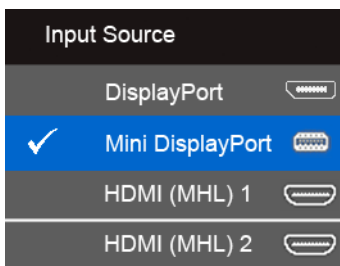 Input Source
DisplayPort
Mini DisplayPort
HDMI (MHL) 1
HDMI (MHL) 2